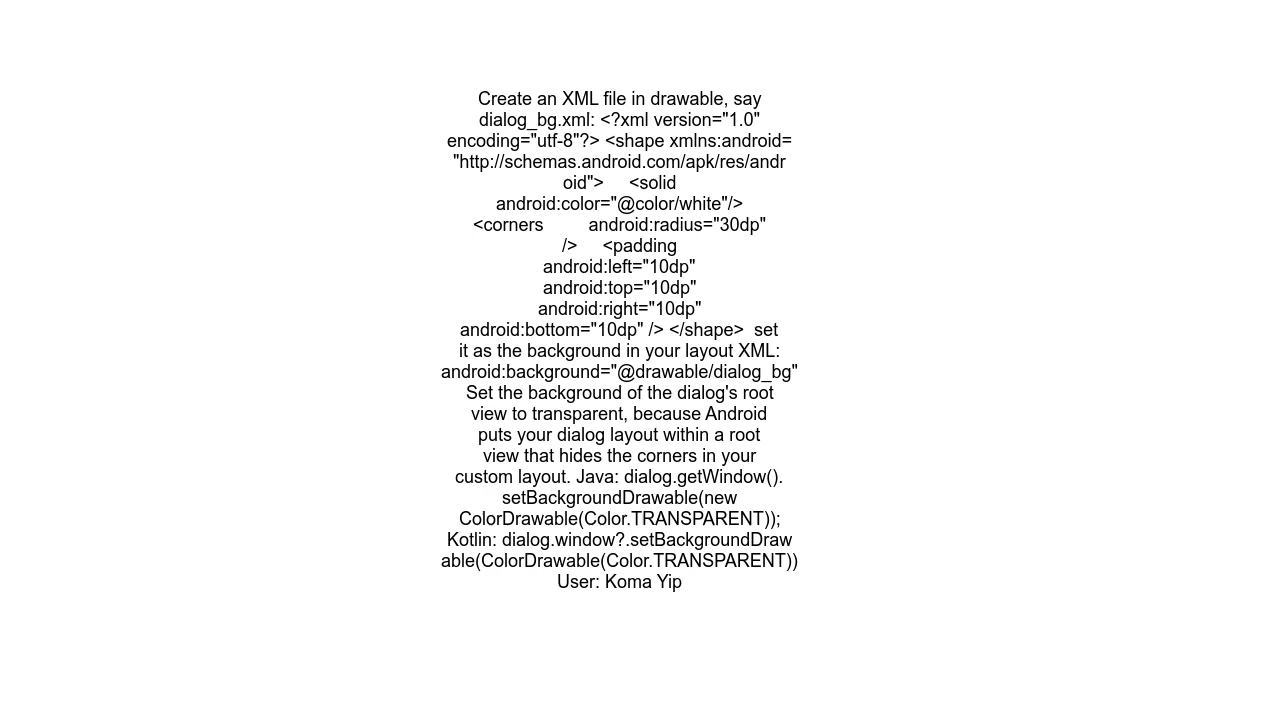 Create an XML file in drawable, say
dialog_bg.xml: <?xml version="1.0"
encoding="utf-8"?> <shape xmlns:android=
"http://schemas.android.com/apk/res/andr
oid">     <solid
android:color="@color/white"/>
<corners         android:radius="30dp"
/>     <padding
android:left="10dp"
android:top="10dp"
android:right="10dp"
android:bottom="10dp" /> </shape>  set
it as the background in your layout XML:
android:background="@drawable/dialog_bg"
Set the background of the dialog's root
view to transparent, because Android
puts your dialog layout within a root
view that hides the corners in your
custom layout. Java: dialog.getWindow().
setBackgroundDrawable(new
ColorDrawable(Color.TRANSPARENT));
Kotlin: dialog.window?.setBackgroundDraw
able(ColorDrawable(Color.TRANSPARENT))
User: Koma Yip